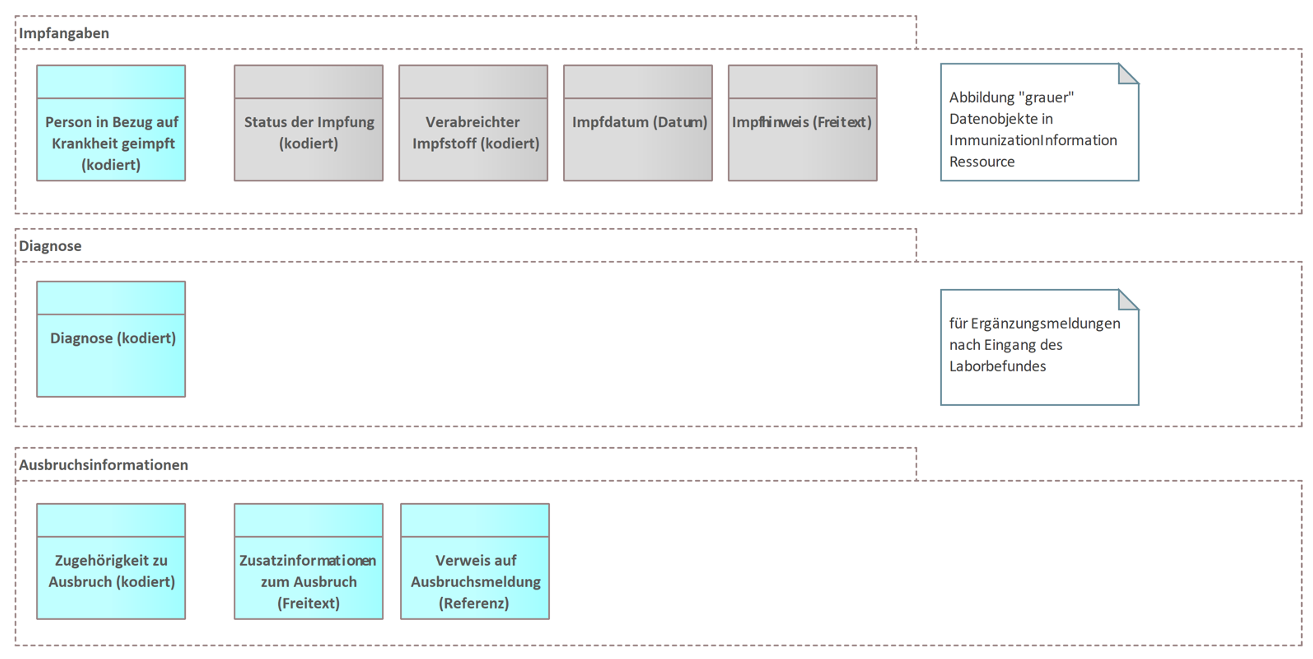 Impfangaben
Person in Bezug auf
Krankheit geimpft
(kodiert)
Status der Impfung
(kodiert)
Verabreichter
Impfstoff (kodiert)
Impfdatum (Datum)
Impfhinweis (Freitext)
Abbildung "grauer"
Datenobjekte in
ImmunizationInformation
Ressource
Diagnose
Diagnose (kodiert)
für Ergänzungsmeldungen
nach Eingang des
Laborbefundes
Ausbruchsinformationen
Zugehörigkeit zu
Ausbruch (kodiert)
Zusatzinformationen
zum Ausbruch
(Freitext)
Verweis auf
Ausbruchsmeldung
(Referenz)